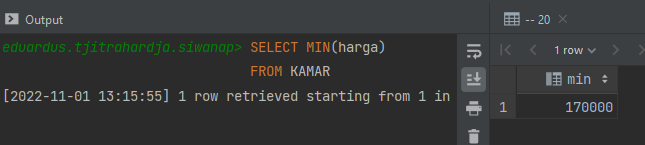 Output
eduardus.tjitrahardja.siwanap> SELECT MIN(harga)
FROM KAMAR
[2022-11-01 13:15:55] 1 row retrieved starting from 1 in
-- 20
1 row
min
1 170000